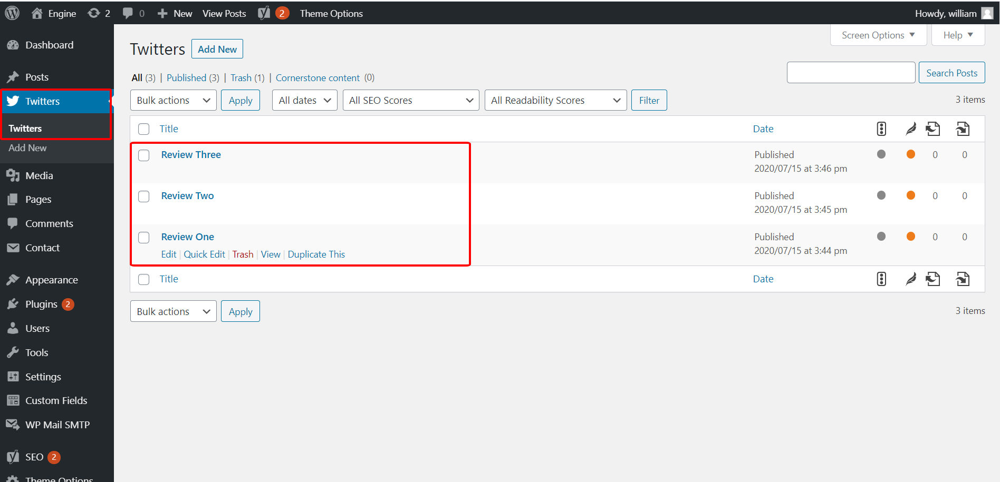 Engine 2 0 New View Posts 2 Theme Options Howdy, william
Dashboard
Posts
Twitters
Twitters
Add New
Media
Pages
Comments
Contact
Appearance
Plugins 2
Users
Tools
Settings
Custom Fields
WP Mail SMTP
SEO 2
Theme Options
Screen Options Help
Twitters Add New
All (3) | Published (3) | Trash (1) | Cornerstone content (0)
Search Posts
Bulk actions Apply All dates All SEO Scores All Readability Scores Filter
3 items
Title Date
Review Three Published 0 0
2020/07/15 at 3:46 pm
Review Two Published 0 0
2020/07/15 at 3:45 pm
Review One Published 0 0
Edit | Quick Edit | Trash | View | Duplicate This 2020/07/15 at 3:44 pm
Title Date
Bulk actions Apply 3 items